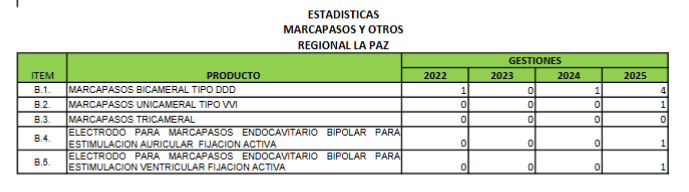 ESTADISTICAS
MARCAPASOS Y OTROS
REGIONAL LA PAZ
GESTIONES
ITEM PRODUCTO 2022 2023 2024 2025
B.1. MARCAPASOS BICAMERAL TIPO DDD 1 0 1 4
B.2. MARCAPASOS UNICAMERAL TIPO VVI 0 0 0 1
B.3. MARCAPASOS TRICAMERAL 0 0 0 0
B.4. ELECTRODO PARA MARCAPASOS ENDOCAVITARIO BIPOLAR PARA
ESTIMULACION AURICULAR FIJACION ACTIVA 0 0 0 1
B.5. ELECTRODO PARA MARCAPASOS ENDOCAVITARIO BIPOLAR PARA
ESTIMULACION VENTRICULAR FIJACION ACTIVA 0 0 0 1